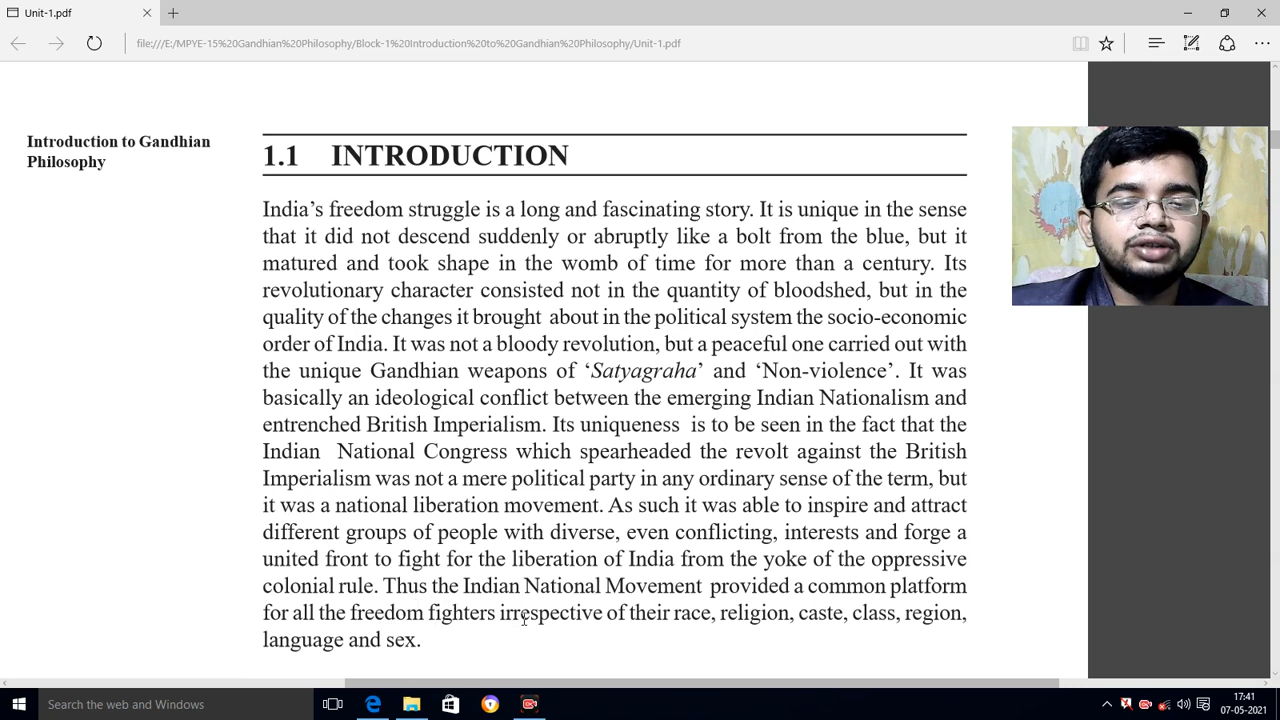 Unit-1.pdf
file:///E:/MPYE-15%20Gandhian%20Philosophy/Block-1%20Introduction%20to%20Gandhian%20Philosophy/Unit-1.pdf
Introduction to Gandhian
Philosophy
1.1 INTRODUCTION
India’s freedom struggle is a long and fascinating story. It is unique in the sense
that it did not descend suddenly or abruptly like a bolt from the blue, but it
matured and took shape in the womb of time for more than a century. Its
revolutionary character consisted not in the quantity of bloodshed, but in the
quality of the changes it brought about in the political system the socio-economic
order of India. It was not a bloody revolution, but a peaceful one carried out with
the unique Gandhian weapons of ‘Satyagraha’ and ‘Non-violence’. It was
basically an ideological conflict between the emerging Indian Nationalism and
entrenched British Imperialism. Its uniqueness is to be seen in the fact that the
Indian National Congress which spearheaded the revolt against the British
Imperialism was not a mere political party in any ordinary sense of the term, but
it was a national liberation movement. As such it was able to inspire and attract
different groups of people with diverse, even conflicting, interests and forge a
united front to fight for the liberation of India from the yoke of the oppressive
colonial rule. Thus the Indian National Movement provided a common platform
for all the freedom fighters irrespective of their race, religion, caste, class, region,
language and sex.
Search the web and Windows
17:41
07-05-2021